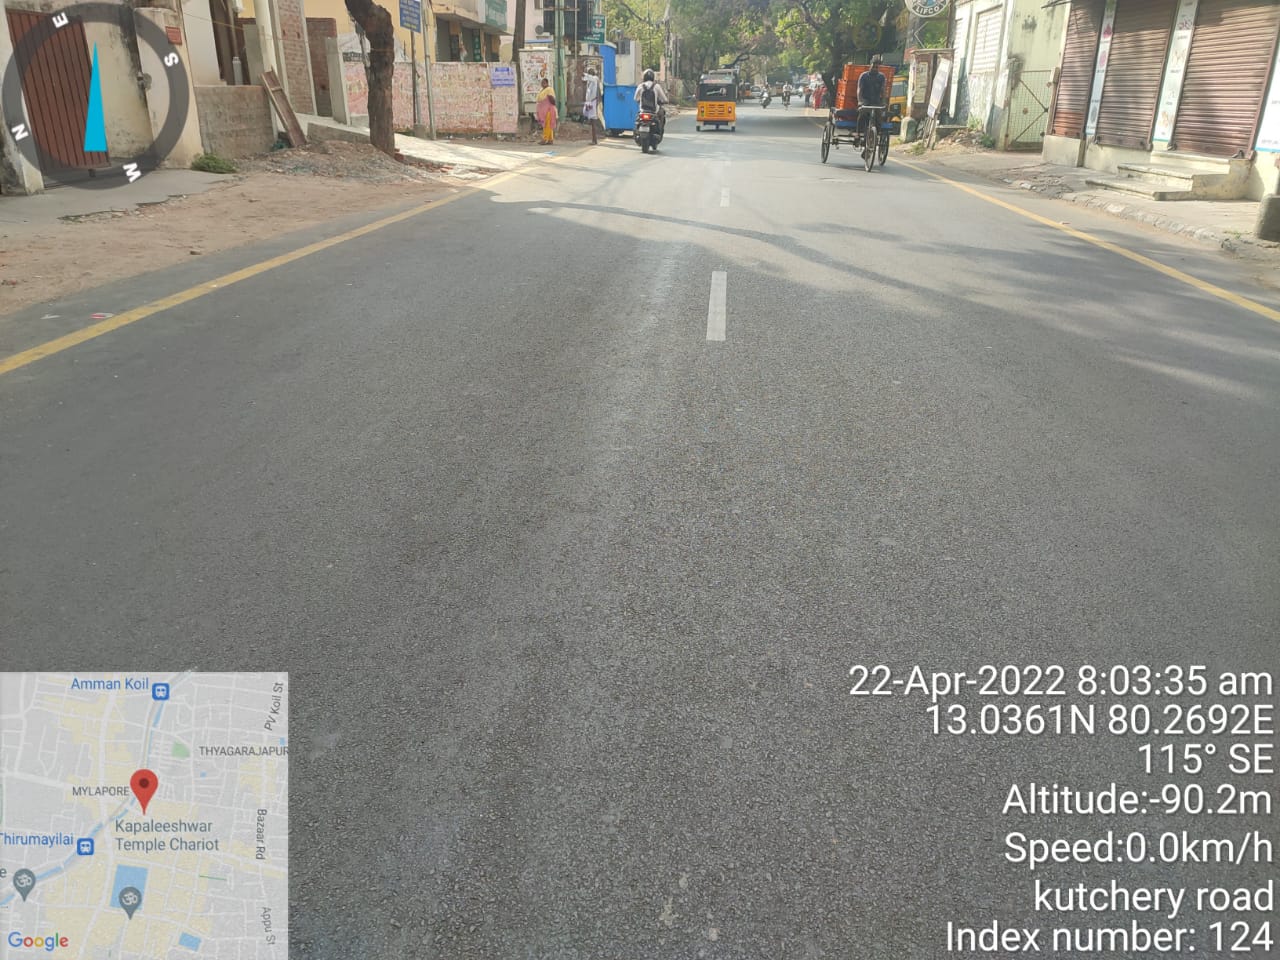 E
S
N
W
LIFCO
Amman Koil
PV Koil St
THYAGARAJAPUR
MYLAPORE
Kapaleeshwar
Temple Chariot
Thirumayilai
Bazaar Rd
e
Appu St
Google
22-Apr-2022 8:03:35 am
13.0361N 80.2692E
115° SE
Altitude:-90.2m
Speed:0.0km/h
kutchery road
Index number: 124